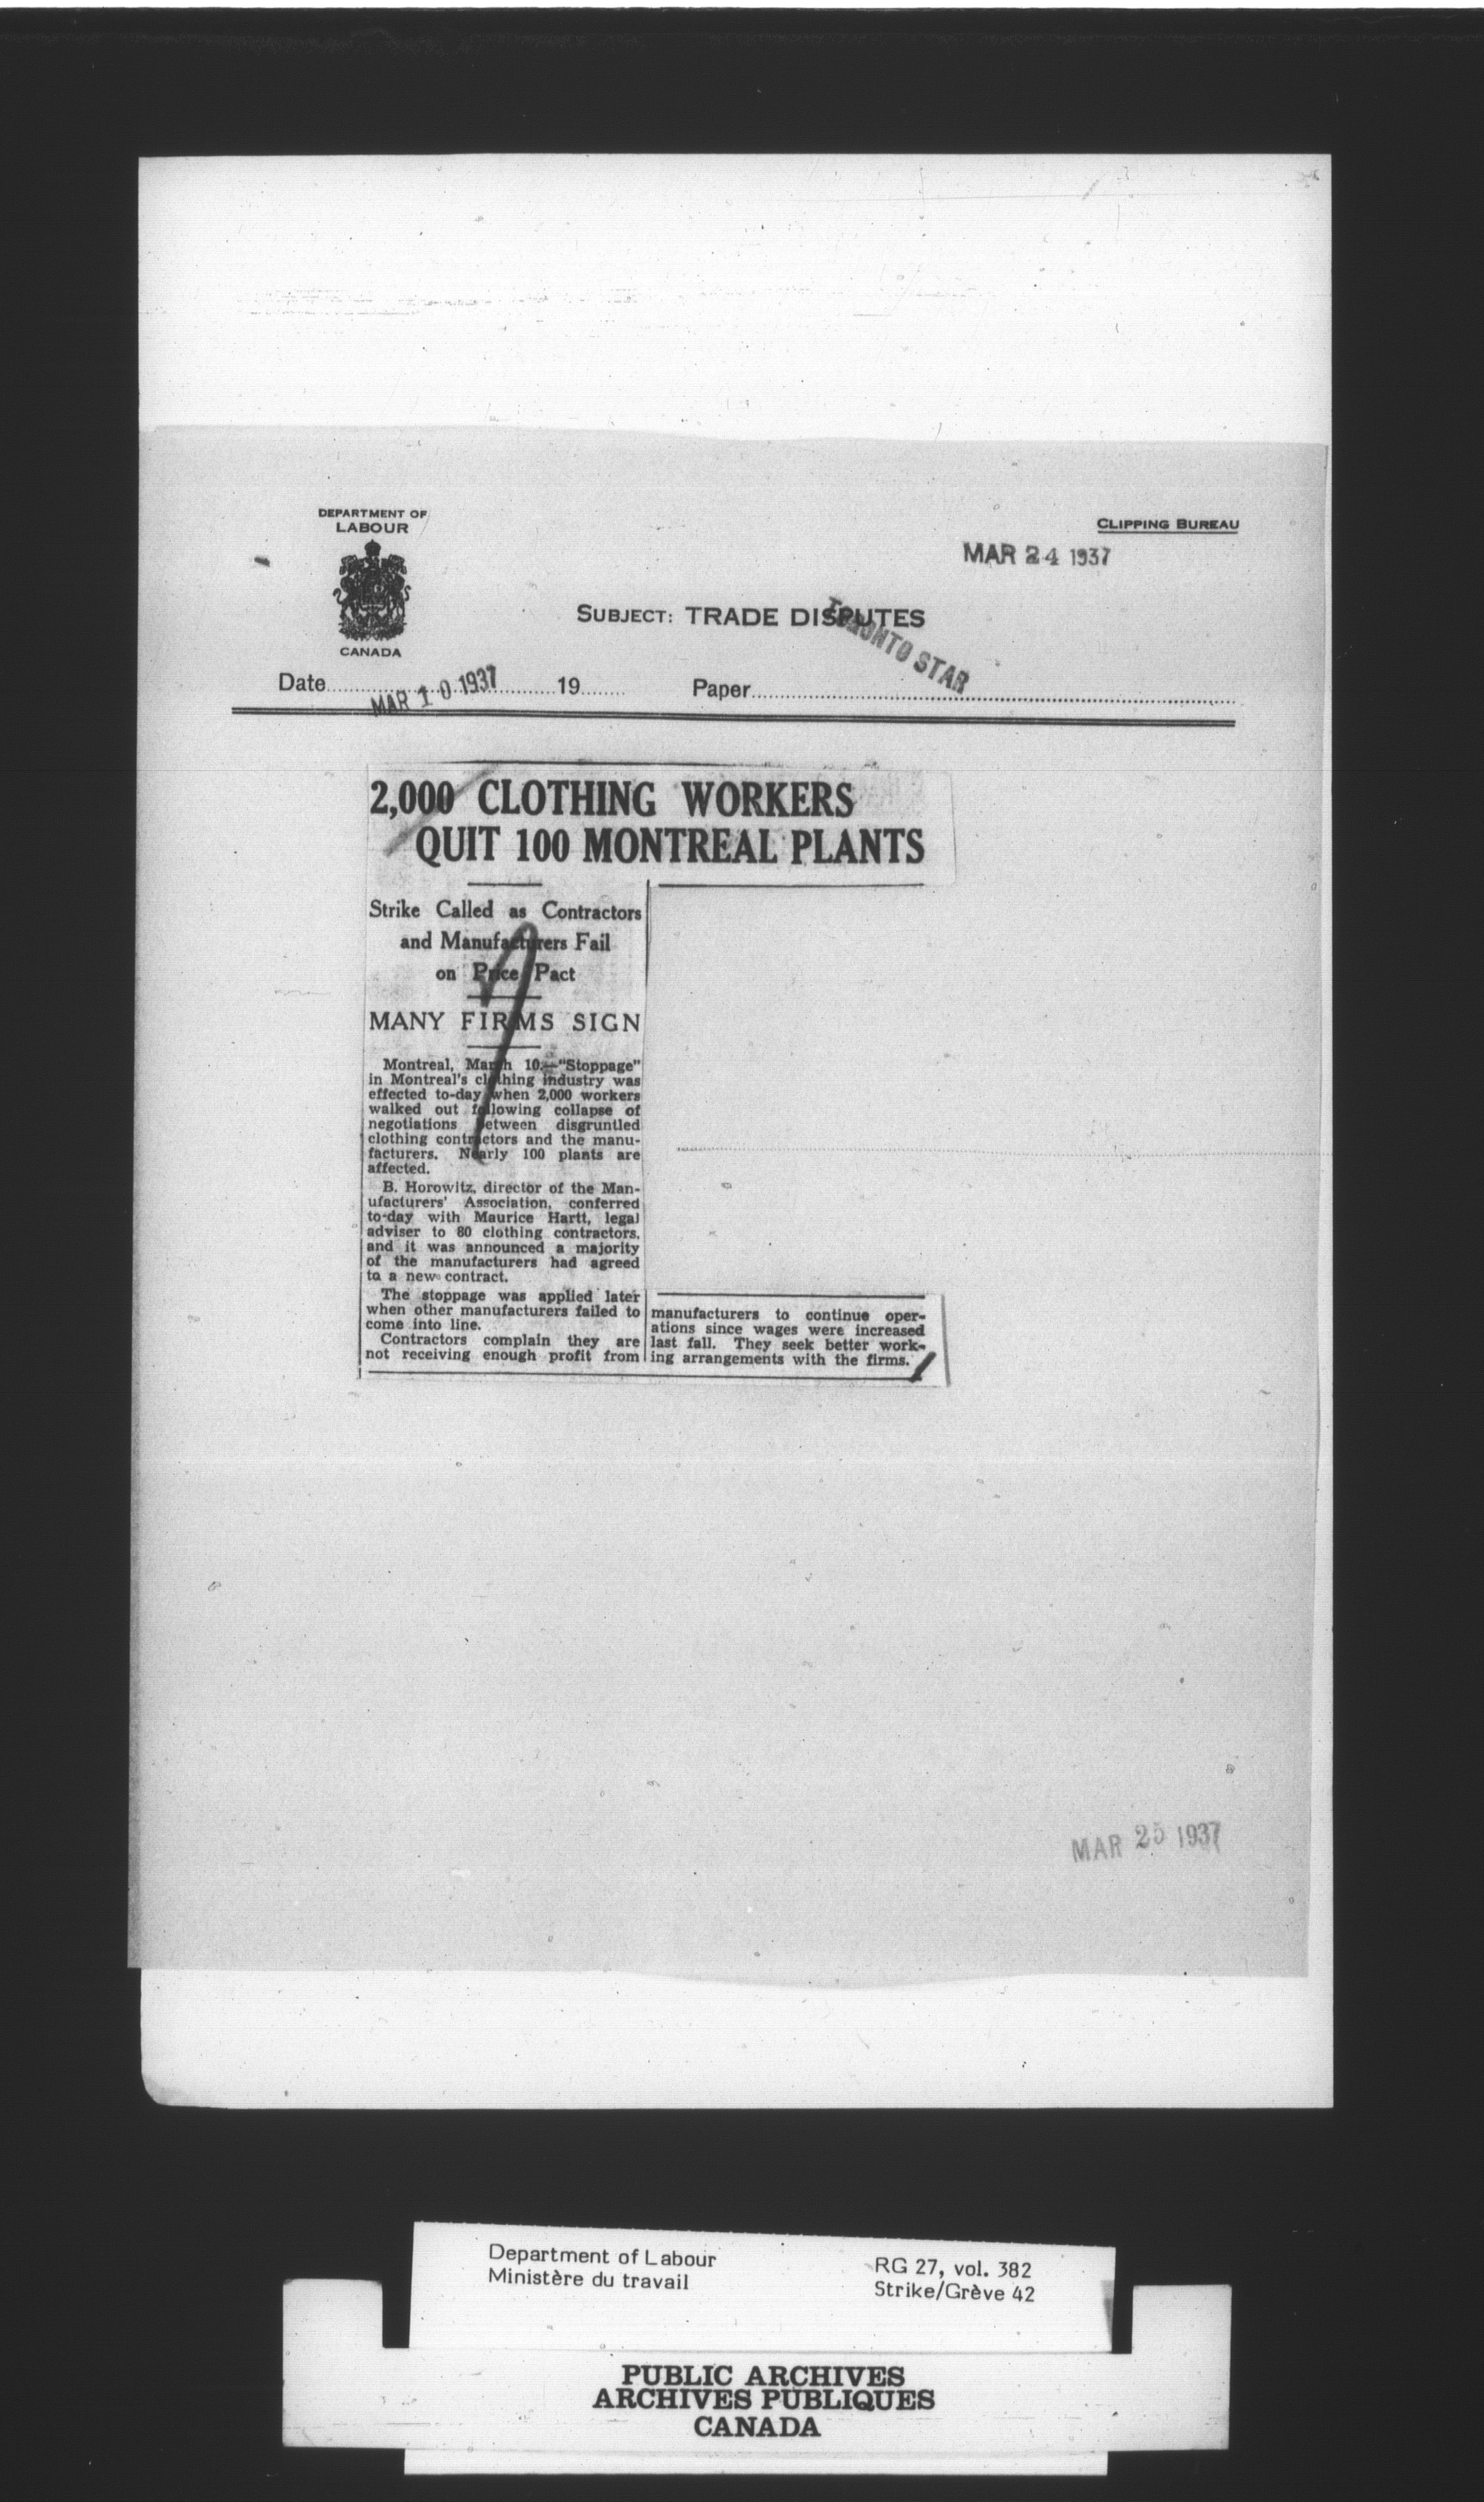 DEPARTMENT OF
LABOUR
CANADA
CLIPPING BUREAU
MAR 24 1937
SUBJECT: TRADE DISPUTES
TORONTO STAR
Date MAR 10 1937 19 Paper
2,000 CLOTHING WORKERS
QUIT 100 MONTREAL PLANTS
Strike Called as Contractors
and Manufacturers Fail
on Price Pact
MANY FIRMS SIGN
Montreal, March 10.—"Stoppage"
in Montreal's clothing industry was
effected to-day when 2,000 workers
walked out following collapse of
negotiations between disgruntled
clothing contractors and the manu-
facturers. Nearly 100 plants are
affected.
B. Horowitz, director of the Man-
ufacturers' Association, conferred
to-day with Maurice Hartt, legal
adviser to 80 clothing contractors,
and it was announced a majority
of the manufacturers had agreed
to a new contract.
The stoppage was applied later
when other manufacturers failed to
come into line.
Contractors complain they are
not receiving enough profit from
manufacturers to continue oper-
ations since wages were increased
last fall. They seek better work-
ing arrangements with the firms.
MAR 25 1937
Department of Labour
Ministère du travail
RG 27, vol. 382
Strike/Grève 42
PUBLIC ARCHIVES
ARCHIVES PUBLIQUES
CANADA